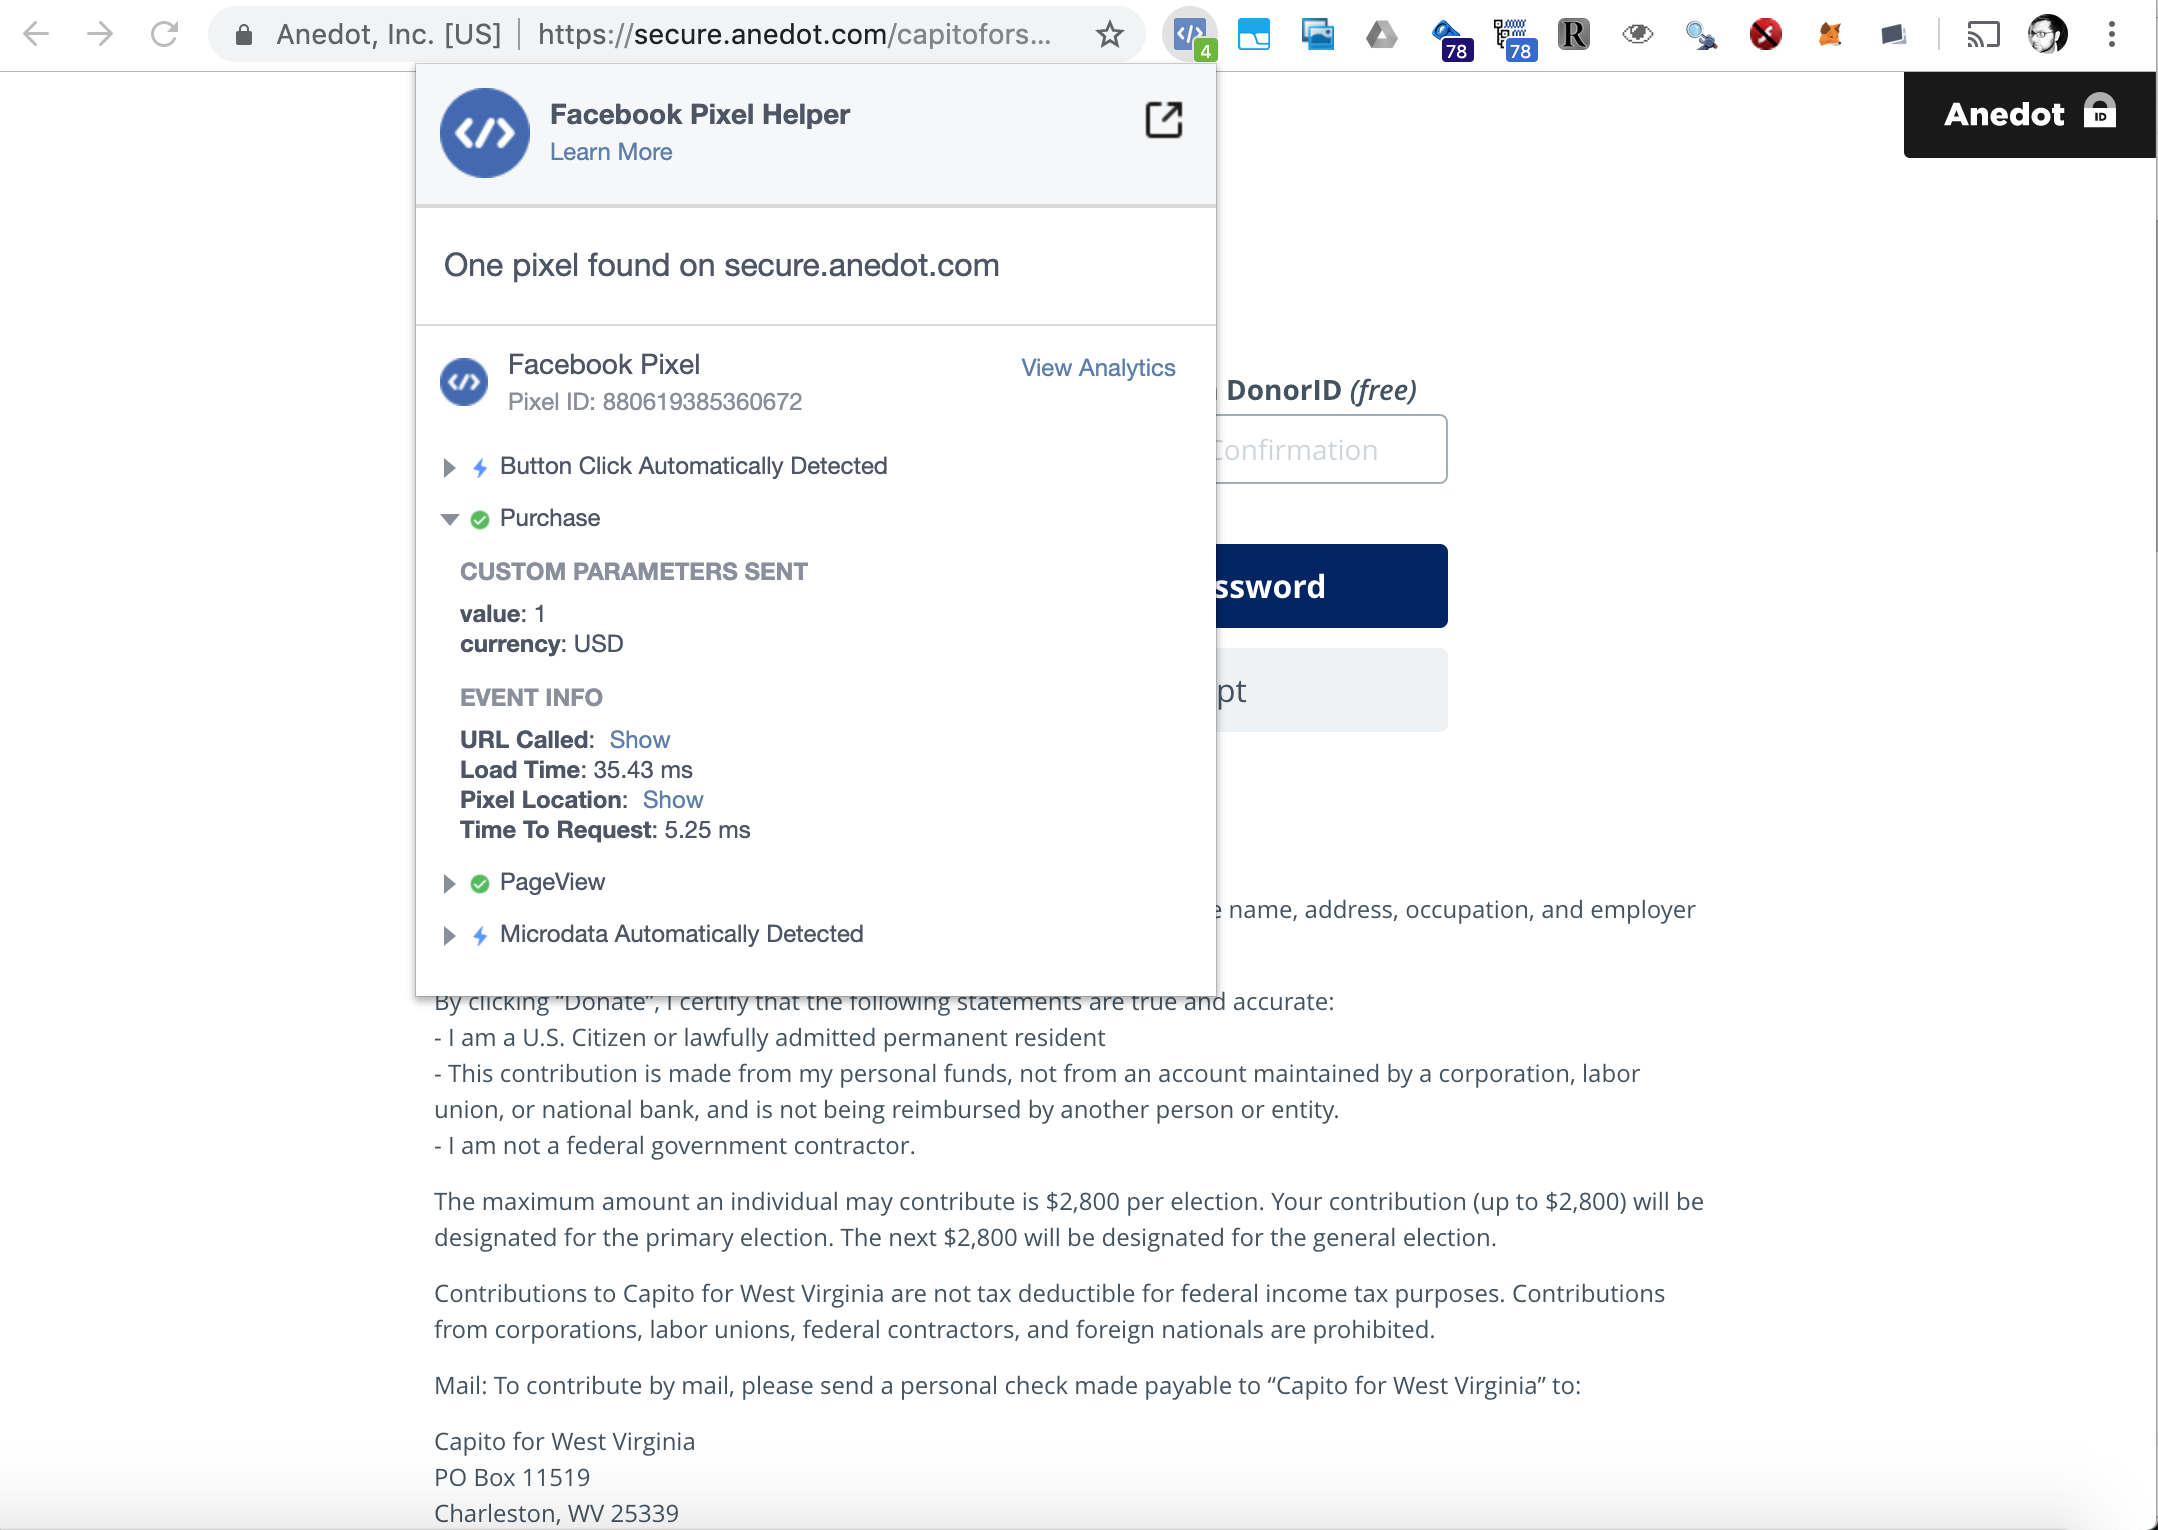 Anedot, Inc. [US] | https://secure.anedot.com/capitofors...
4
78
78
R
Anedot ID
Facebook Pixel Helper
Learn More
One pixel found on secure.anedot.com
Facebook Pixel
View Analytics
Pixel ID: 880619385360672
DonorID (free)
Confirmation
Button Click Automatically Detected
Purchase
CUSTOM PARAMETERS SENT
ssword
value: 1
currency: USD
EVENT INFO
pt
URL Called: Show
Load Time: 35.43 ms
Pixel Location: Show
Time To Request: 5.25 ms
PageView
e name, address, occupation, and employer
Microdata Automatically Detected
By clicking “Donate”, I certify that the following statements are true and accurate:
- I am a U.S. Citizen or lawfully admitted permanent resident
- This contribution is made from my personal funds, not from an account maintained by a corporation, labor
union, or national bank, and is not being reimbursed by another person or entity.
- I am not a federal government contractor.
The maximum amount an individual may contribute is $2,800 per election. Your contribution (up to $2,800) will be
designated for the primary election. The next $2,800 will be designated for the general election.
Contributions to Capito for West Virginia are not tax deductible for federal income tax purposes. Contributions
from corporations, labor unions, federal contractors, and foreign nationals are prohibited.
Mail: To contribute by mail, please send a personal check made payable to “Capito for West Virginia” to:
Capito for West Virginia
PO Box 11519
Charleston, WV 25339